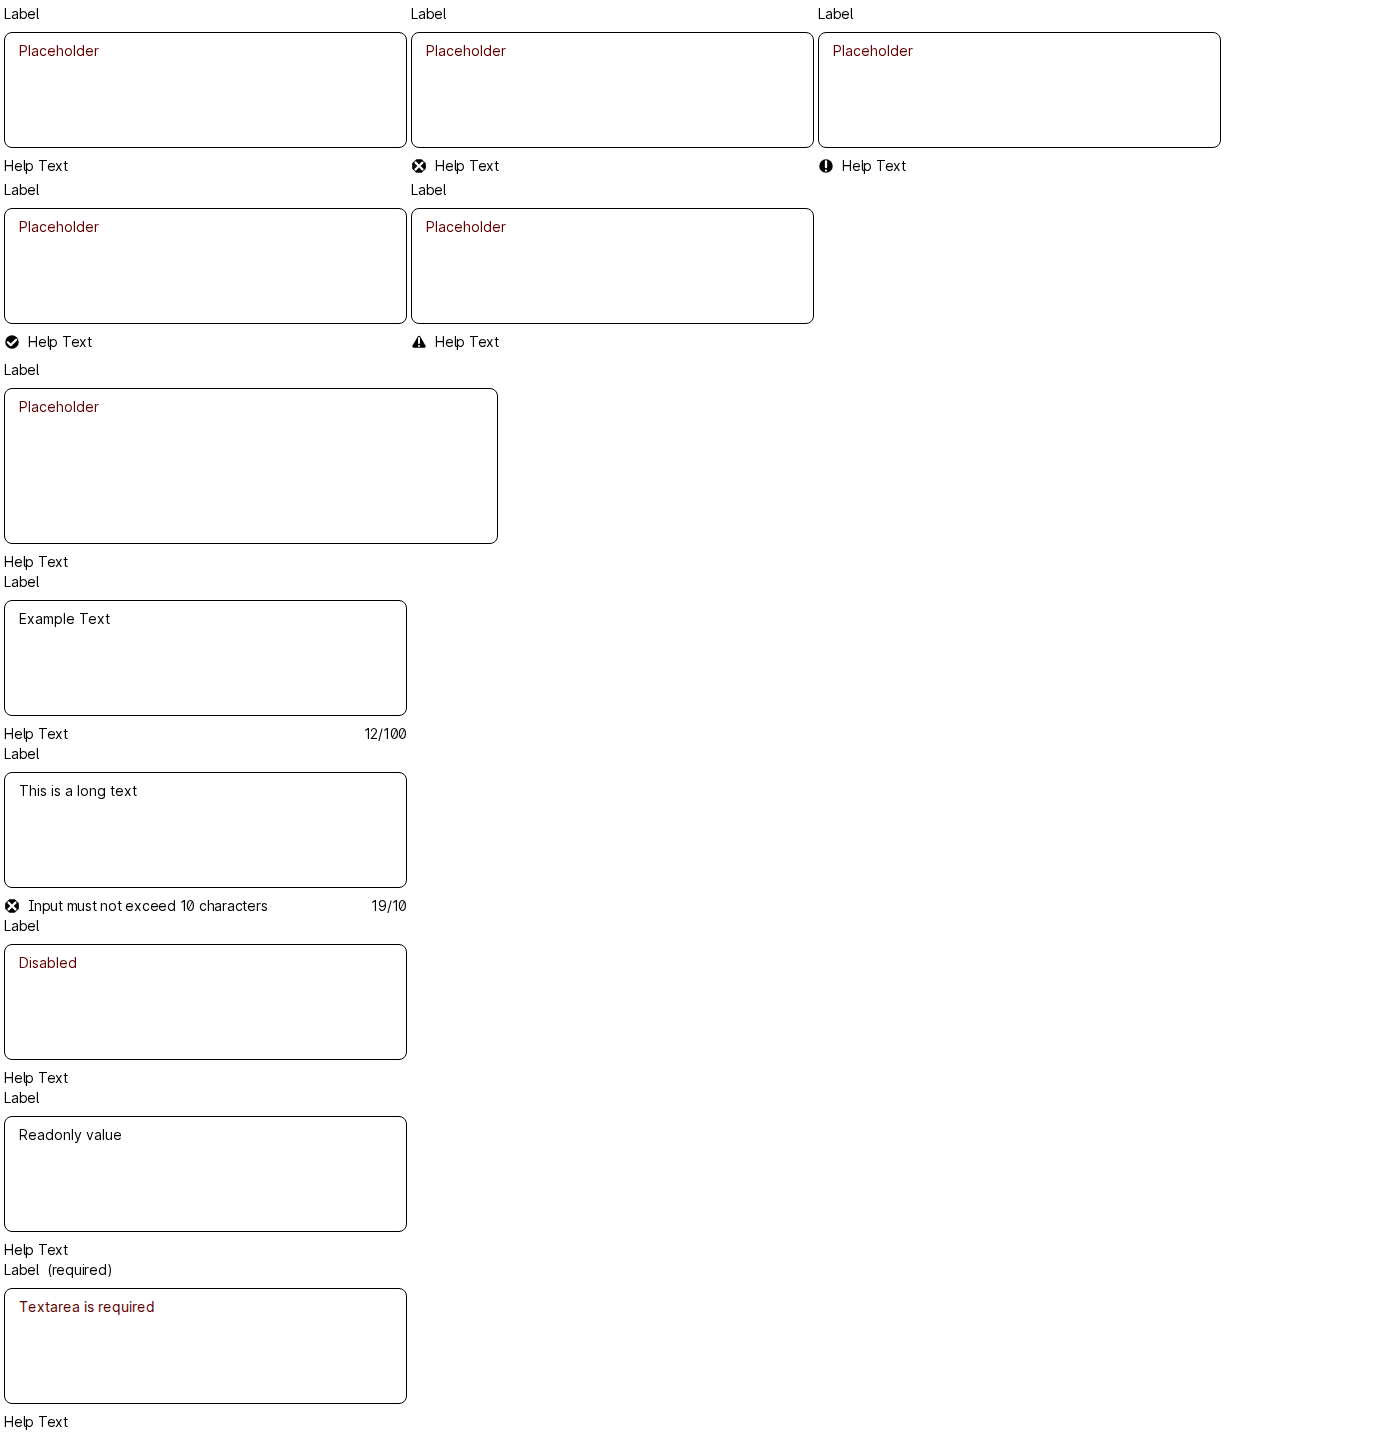 Label Label Label
Placeholder Placeholder Placeholder
Help Text Help Text Help Text
Label Label
Placeholder Placeholder
Help Text Help Text
Label
Placeholder
Help Text
Label
Example Text
Help Text 12/100
Label
This is a long text
Input must not exceed 10 characters 19/10
Label
Disabled
Help Text
Label
Readonly value
Help Text
Label (required)
Textarea is required
Help Text